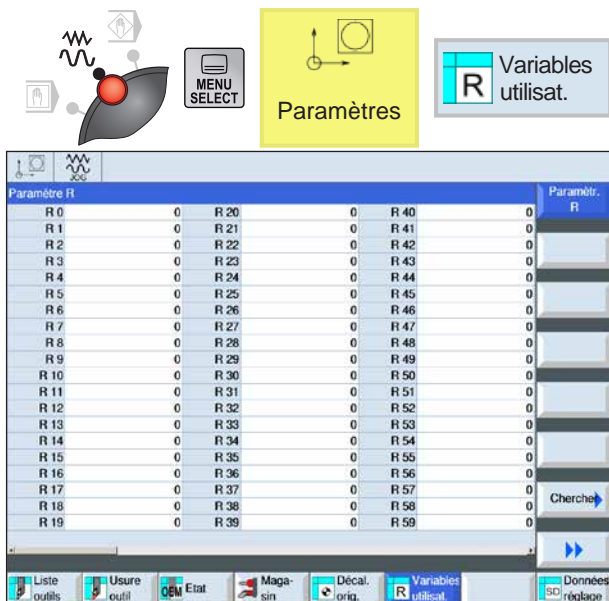 MENU
SELECT
Paramètres
R
Variables
utilisat.
JOG
Paramètre R
Paramètr.
R
R 0 0 R 20 0 R 40 0
R 1 0 R 21 0 R 41 0
R 2 0 R 22 0 R 42 0
R 3 0 R 23 0 R 43 0
R 4 0 R 24 0 R 44 0
R 5 0 R 25 0 R 45 0
R 6 0 R 26 0 R 46 0
R 7 0 R 27 0 R 47 0
R 8 0 R 28 0 R 48 0
R 9 0 R 29 0 R 49 0
R 10 0 R 30 0 R 50 0
R 11 0 R 31 0 R 51 0
R 12 0 R 32 0 R 52 0
R 13 0 R 33 0 R 53 0
R 14 0 R 34 0 R 54 0
R 15 0 R 35 0 R 55 0
R 16 0 R 36 0 R 56 0
R 17 0 R 37 0 R 57 0
R 18 0 R 38 0 R 58 0
R 19 0 R 39 0 R 59 0
Cherche
Liste
outils
Usure
outil
OEM Etat
Maga-
sin
Décal.
orig.
R
Variables
utilisat.
SD
Données
réglage